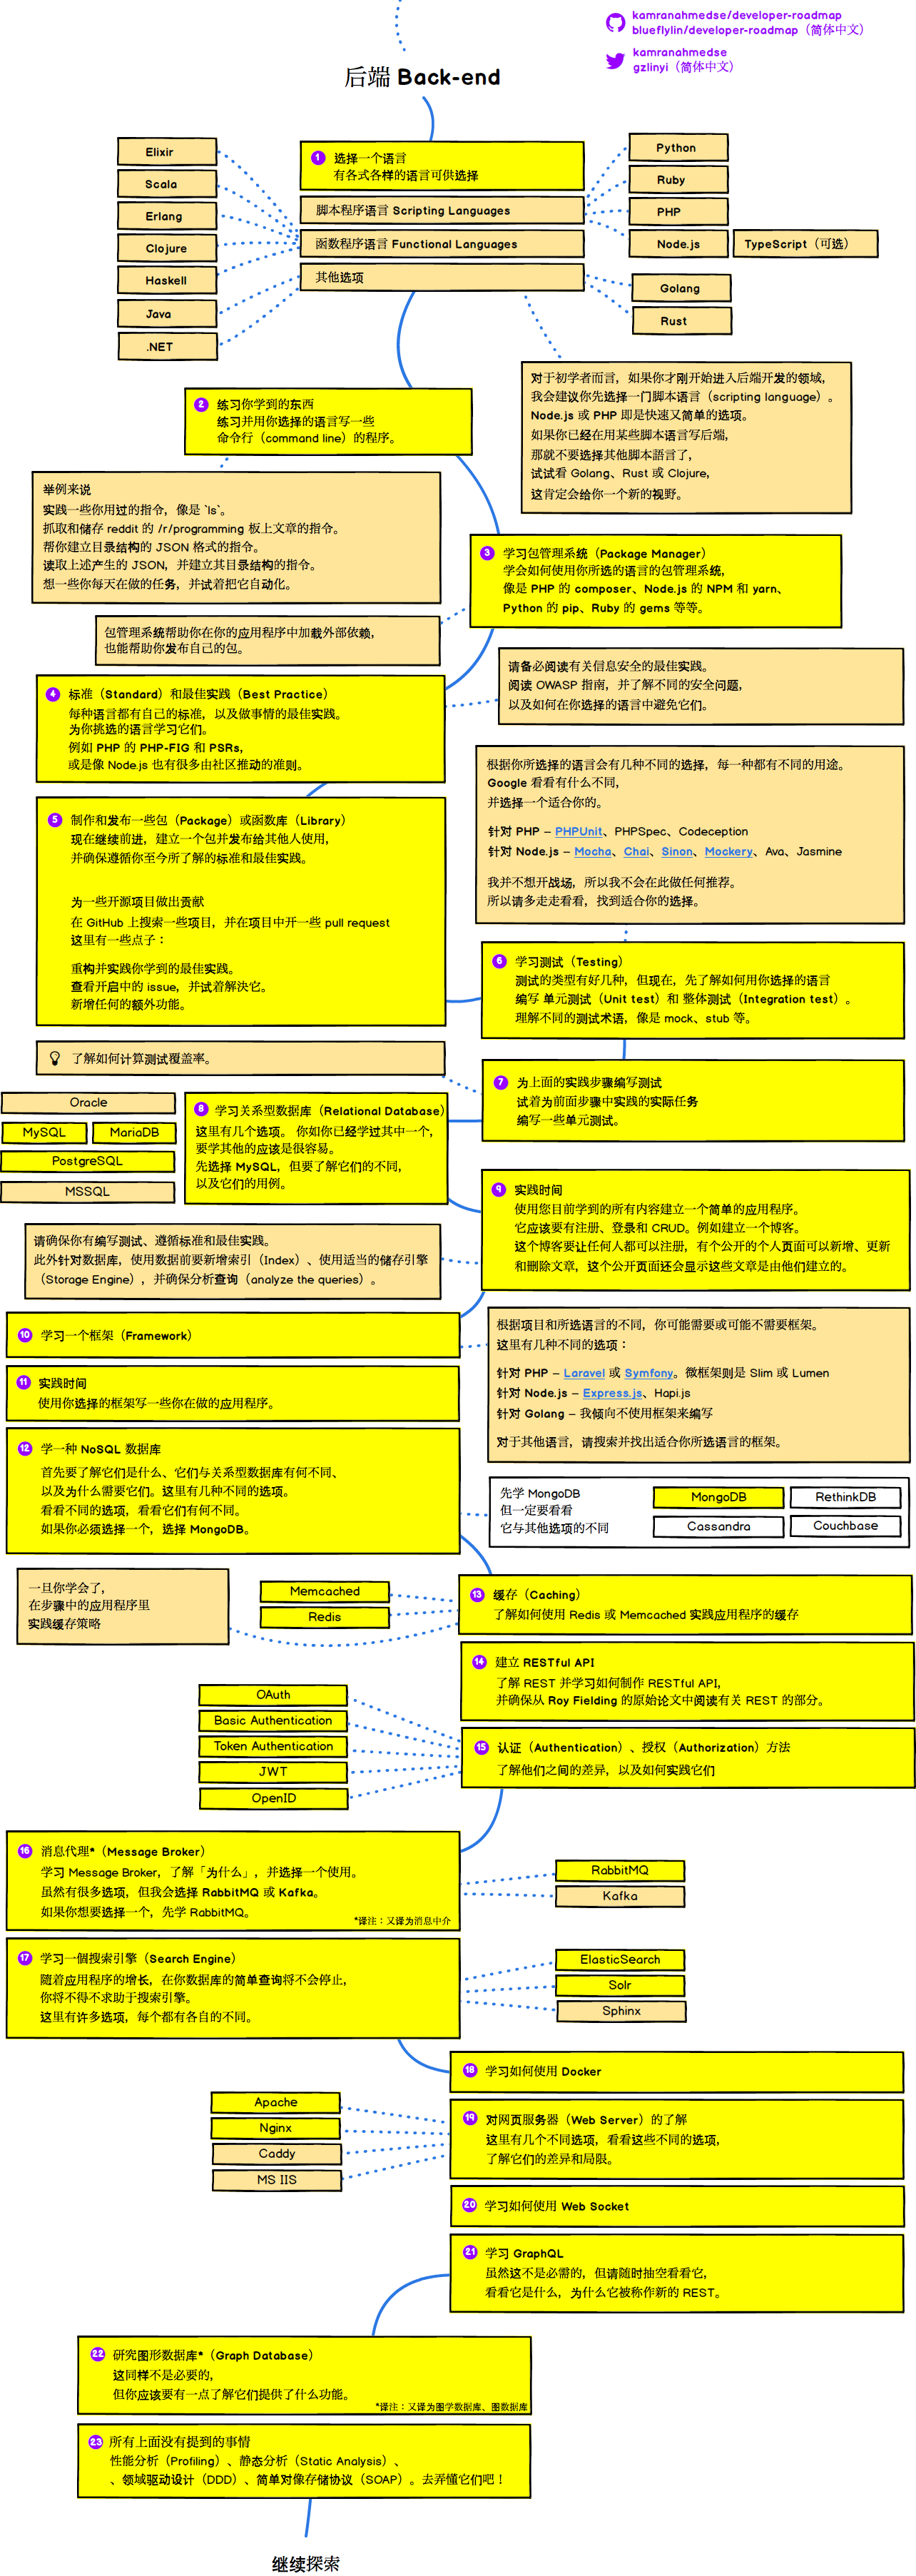 kamranahmedse/developer-roadmap
blueflylin/developer-roadmap（简体中文）
kamranahmedse
gzlinyi（简体中文）
后端 Back-end
1 选择一个语言
有各式各样的语言可供选择
脚本程序语言 Scripting Languages
函数程序语言 Functional Languages
其他选项
Elixir
Scala
Erlang
Clojure
Haskell
Java
.NET
Python
Ruby
PHP
Node.js
TypeScript（可选）
Golang
Rust
对于初学者而言，如果你才刚开始进入后端开发的领域，
我会建议你先选择一门脚本语言（scripting language）。
Node.js 或 PHP 即是快速又简单的选项。
如果你已经在用某些脚本语言写后端，
那就不要选择其他脚本語言了，
试试看 Golang、Rust 或 Clojure，
这肯定会给你一个新的视野。
2 练习你学到的东西
练习并用你选择的语言写一些
命令行（command line）的程序。
举例来说
实践一些你用过的指令，像是 `ls`。
抓取和储存 reddit 的 /r/programming 板上文章的指令。
帮你建立目录结构的 JSON 格式的指令。
读取上述产生的 JSON，并建立其目录结构的指令。
想一些你每天在做的任务，并试着把它自动化。
3 学习包管理系统（Package Manager）
学会如何使用你所选的语言的包管理系统，
像是 PHP 的 composer、Node.js 的 NPM 和 yarn、
Python 的 pip、Ruby 的 gems 等等。
包管理系统帮助你在你的应用程序中加载外部依赖，
也能帮助你发布自己的包。
请备必阅读有关信息安全的最佳实践。
阅读 OWASP 指南，并了解不同的安全问题，
以及如何在你选择的语言中避免它们。
4 标准（Standard）和最佳实践（Best Practice）
每种语言都有自己的标准，以及做事情的最佳实践。
为你挑选的语言学习它们。
例如 PHP 的 PHP-FIG 和 PSRs，
或是像 Node.js 也有很多由社区推动的准则。
根据你所选择的语言会有几种不同的选择，每一种都有不同的用途。
Google 看看有什么不同，
并选择一个适合你的。
针对 PHP – PHPUnit、PHPSpec、Codeception
针对 Node.js – Mocha、Chai、Sinon、Mockery、Ava、Jasmine
我并不想开战场，所以我不会在此做任何推荐。
所以请多走走看看，找到适合你的选择。
5 制作和发布一些包（Package）或函数库（Library）
现在继续前进，建立一个包并发布给其他人使用，
并确保遵循你至今所了解的标准和最佳实践。
为一些开源项目做出贡献
在 GitHub 上搜索一些项目，并在项目中开一些 pull request
这里有一些点子：
重构并实践你学到的最佳实践。
查看开启中的 issue，并试着解決它。
新增任何的额外功能。
6 学习测试（Testing）
测试的类型有好几种，但现在，先了解如何用你选择的语言
编写 单元测试（Unit test）和 整体测试（Integration test）。
理解不同的测试术语，像是 mock、stub 等。
了解如何计算测试覆盖率。
7 为上面的实践步骤编写测试
试着为前面步骤中实践的实际任务
编写一些单元测试。
8 学习关系型数据库（Relational Database）
这里有几个选项。 你如你已经学过其中一个，
要学其他的应该是很容易。
先选择 MySQL，但要了解它们的不同，
以及它们的用例。
Oracle
MySQL
MariaDB
PostgreSQL
MSSQL
9 实践时间
使用您目前学到的所有内容建立一个简单的应用程序。
它应该要有注册、登录和 CRUD。例如建立一个博客。
这个博客要让任何人都可以注册，有个公开的个人页面可以新增、更新
和删除文章，这个公开页面还会显示这些文章是由他们建立的。
请确保你有编写测试、遵循标准和最佳实践。
此外针对数据库，使用数据前要新增索引（Index）、使用适当的储存引擎
（Storage Engine），并确保分析查询（analyze the queries）。
10 学习一个框架（Framework）
根据项目和所选语言的不同，你可能需要或可能不需要框架。
这里有几种不同的选项：
针对 PHP – Laravel 或 Symfony。微框架则是 Slim 或 Lumen
针对 Node.js – Express.js、Hapi.js
针对 Golang – 我倾向不使用框架来编写
对于其他语言，请搜索并找出适合你所选语言的框架。
11 实践时间
使用你选择的框架写一些你在做的应用程序。
12 学一种 NoSQL 数据库
首先要了解它们是什么、它们与关系型数据库有何不同、
以及为什么需要它们。这里有几种不同的选项。
看看不同的选项，看看它们有何不同。
如果你必须选择一个，选择 MongoDB。
先学 MongoDB
但一定要看看
它与其他选项的不同
MongoDB
RethinkDB
Cassandra
Couchbase
13 缓存（Caching）
了解如何使用 Redis 或 Memcached 实践应用程序的缓存
Memcached
Redis
一旦你学会了，
在步骤中的应用程序里
实践缓存策略
14 建立 RESTful API
了解 REST 并学习如何制作 RESTful API，
并确保从 Roy Fielding 的原始论文中阅读有关 REST 的部分。
15 认证（Authentication）、授权（Authorization）方法
了解他们之间的差异，以及如何实践它们
OAuth
Basic Authentication
Token Authentication
JWT
OpenID
16 消息代理*（Message Broker）
学习 Message Broker，了解「为什么」，并选择一个使用。
虽然有很多选项，但我会选择 RabbitMQ 或 Kafka。
如果你想要选择一个，先学 RabbitMQ。
*译注：又译为消息中介
RabbitMQ
Kafka
17 学习一個搜索引擎（Search Engine）
随着应用程序的增长，在你数据库的简单查询将不会停止，
你将不得不求助于搜索引擎。
这里有许多选项，每个都有各自的不同。
ElasticSearch
Solr
Sphinx
18 学习如何使用 Docker
19 对网页服务器（Web Server）的了解
这里有几个不同选项，看看这些不同的选项，
了解它们的差异和局限。
Apache
Nginx
Caddy
MS IIS
20 学习如何使用 Web Socket
21 学习 GraphQL
虽然这不是必需的，但请随时抽空看看它，
看看它是什么，为什么它被称作新的 REST。
22 研究图形数据库*（Graph Database）
这同样不是必要的，
但你应该要有一点了解它们提供了什么功能。
*译注：又译为图学数据库、图数据库
23 所有上面没有提到的事情
性能分析（Profiling）、静态分析（Static Analysis）、
、领域驱动设计（DDD）、简单对像存储协议（SOAP）。去弄懂它们吧！
继续探索